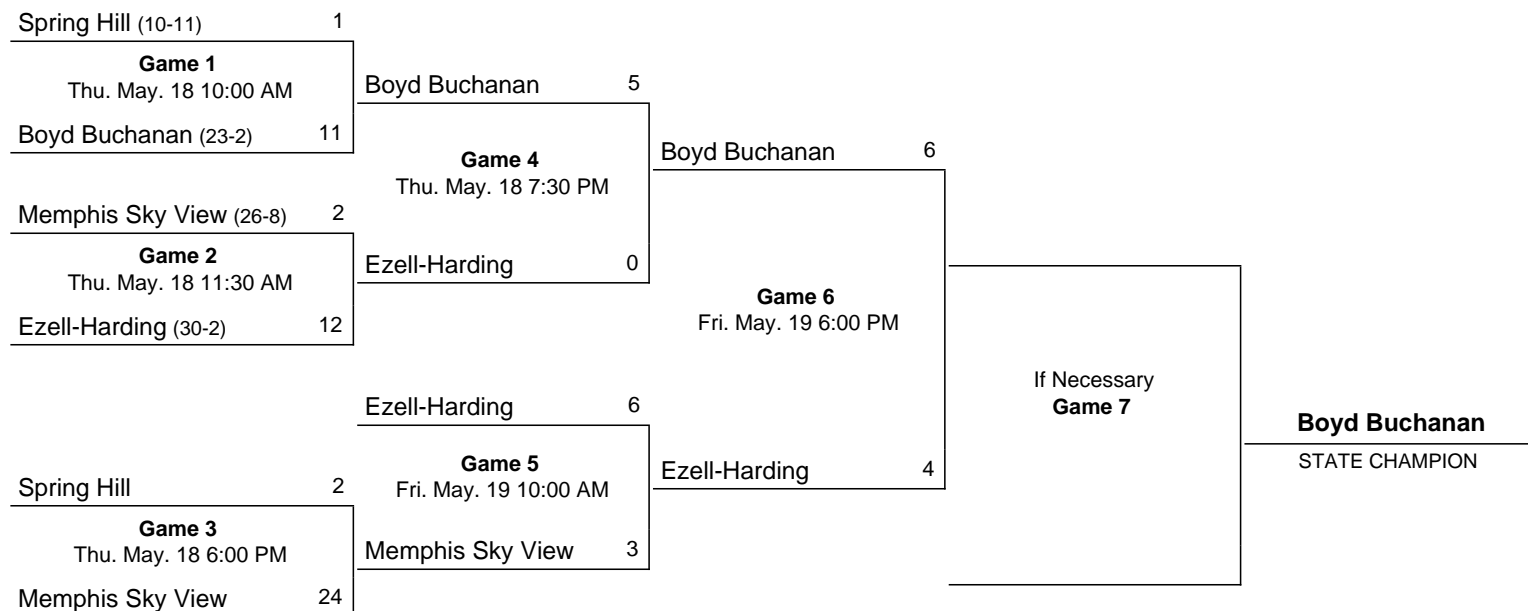 Spring Hill (10-11) 1
Game 1
Thu. May. 18 10:00 AM
Boyd Buchanan (23-2) 11
Memphis Sky View (26-8) 2
Game 2
Thu. May. 18 11:30 AM
Ezell-Harding (30-2) 12
Spring Hill 2
Game 3
Thu. May. 18 6:00 PM
Memphis Sky View 24
Boyd Buchanan 5
Game 4
Thu. May. 18 7:30 PM
Ezell-Harding 0
Ezell-Harding 6
Game 5
Fri. May. 19 10:00 AM
Memphis Sky View 3
Boyd Buchanan 6
Game 6
Fri. May. 19 6:00 PM
Ezell-Harding 4
If Necessary
Game 7
Boyd Buchanan
STATE CHAMPION